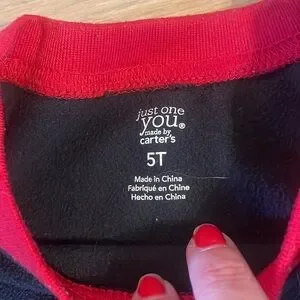 just one
you®
made by
carter's
5T
Made in China
Fabriqué en Chine
Hecho en China